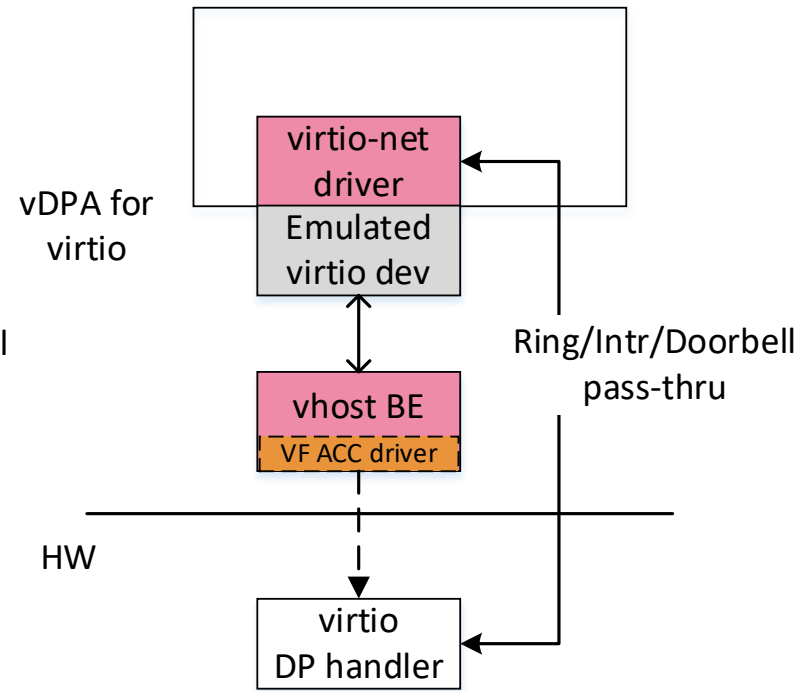 virtio-net
driver
vDPA for
virtio
Emulated
virtio dev
Ring/Intr/Doorbell
pass-thru
vhost BE
VF ACC driver
HW
virtio
DP handler